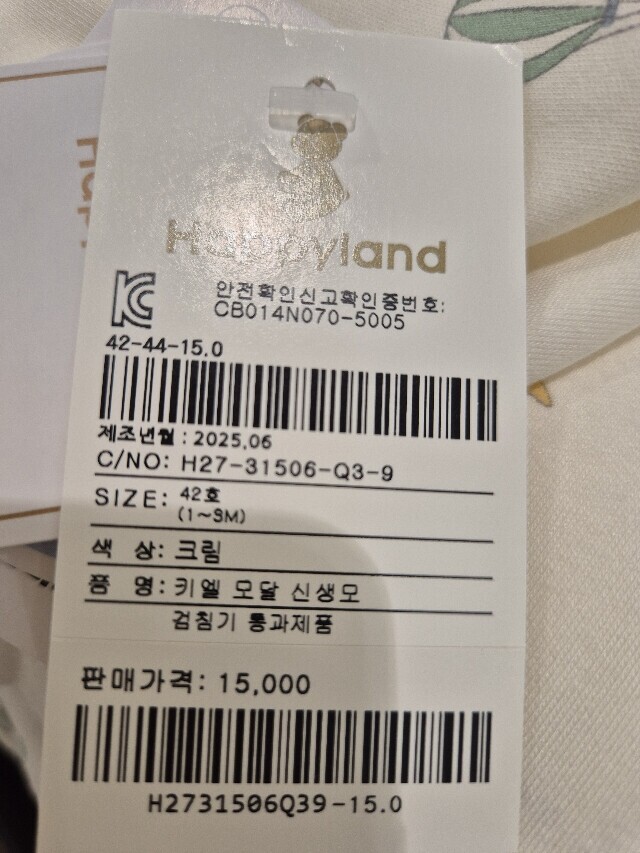 Happyland
안전확인신고확인증번호:
CB014N070-5005
42-44-15.0
제조년월 : 2025.06
C/NO: H27-31506-Q3-9
SIZE: 42호
(1~3M)
색 상: 크림
품 명: 키엘 모달 신생모
검침기 통과제품
판매가격: 15,000
H2731506Q39-15.0